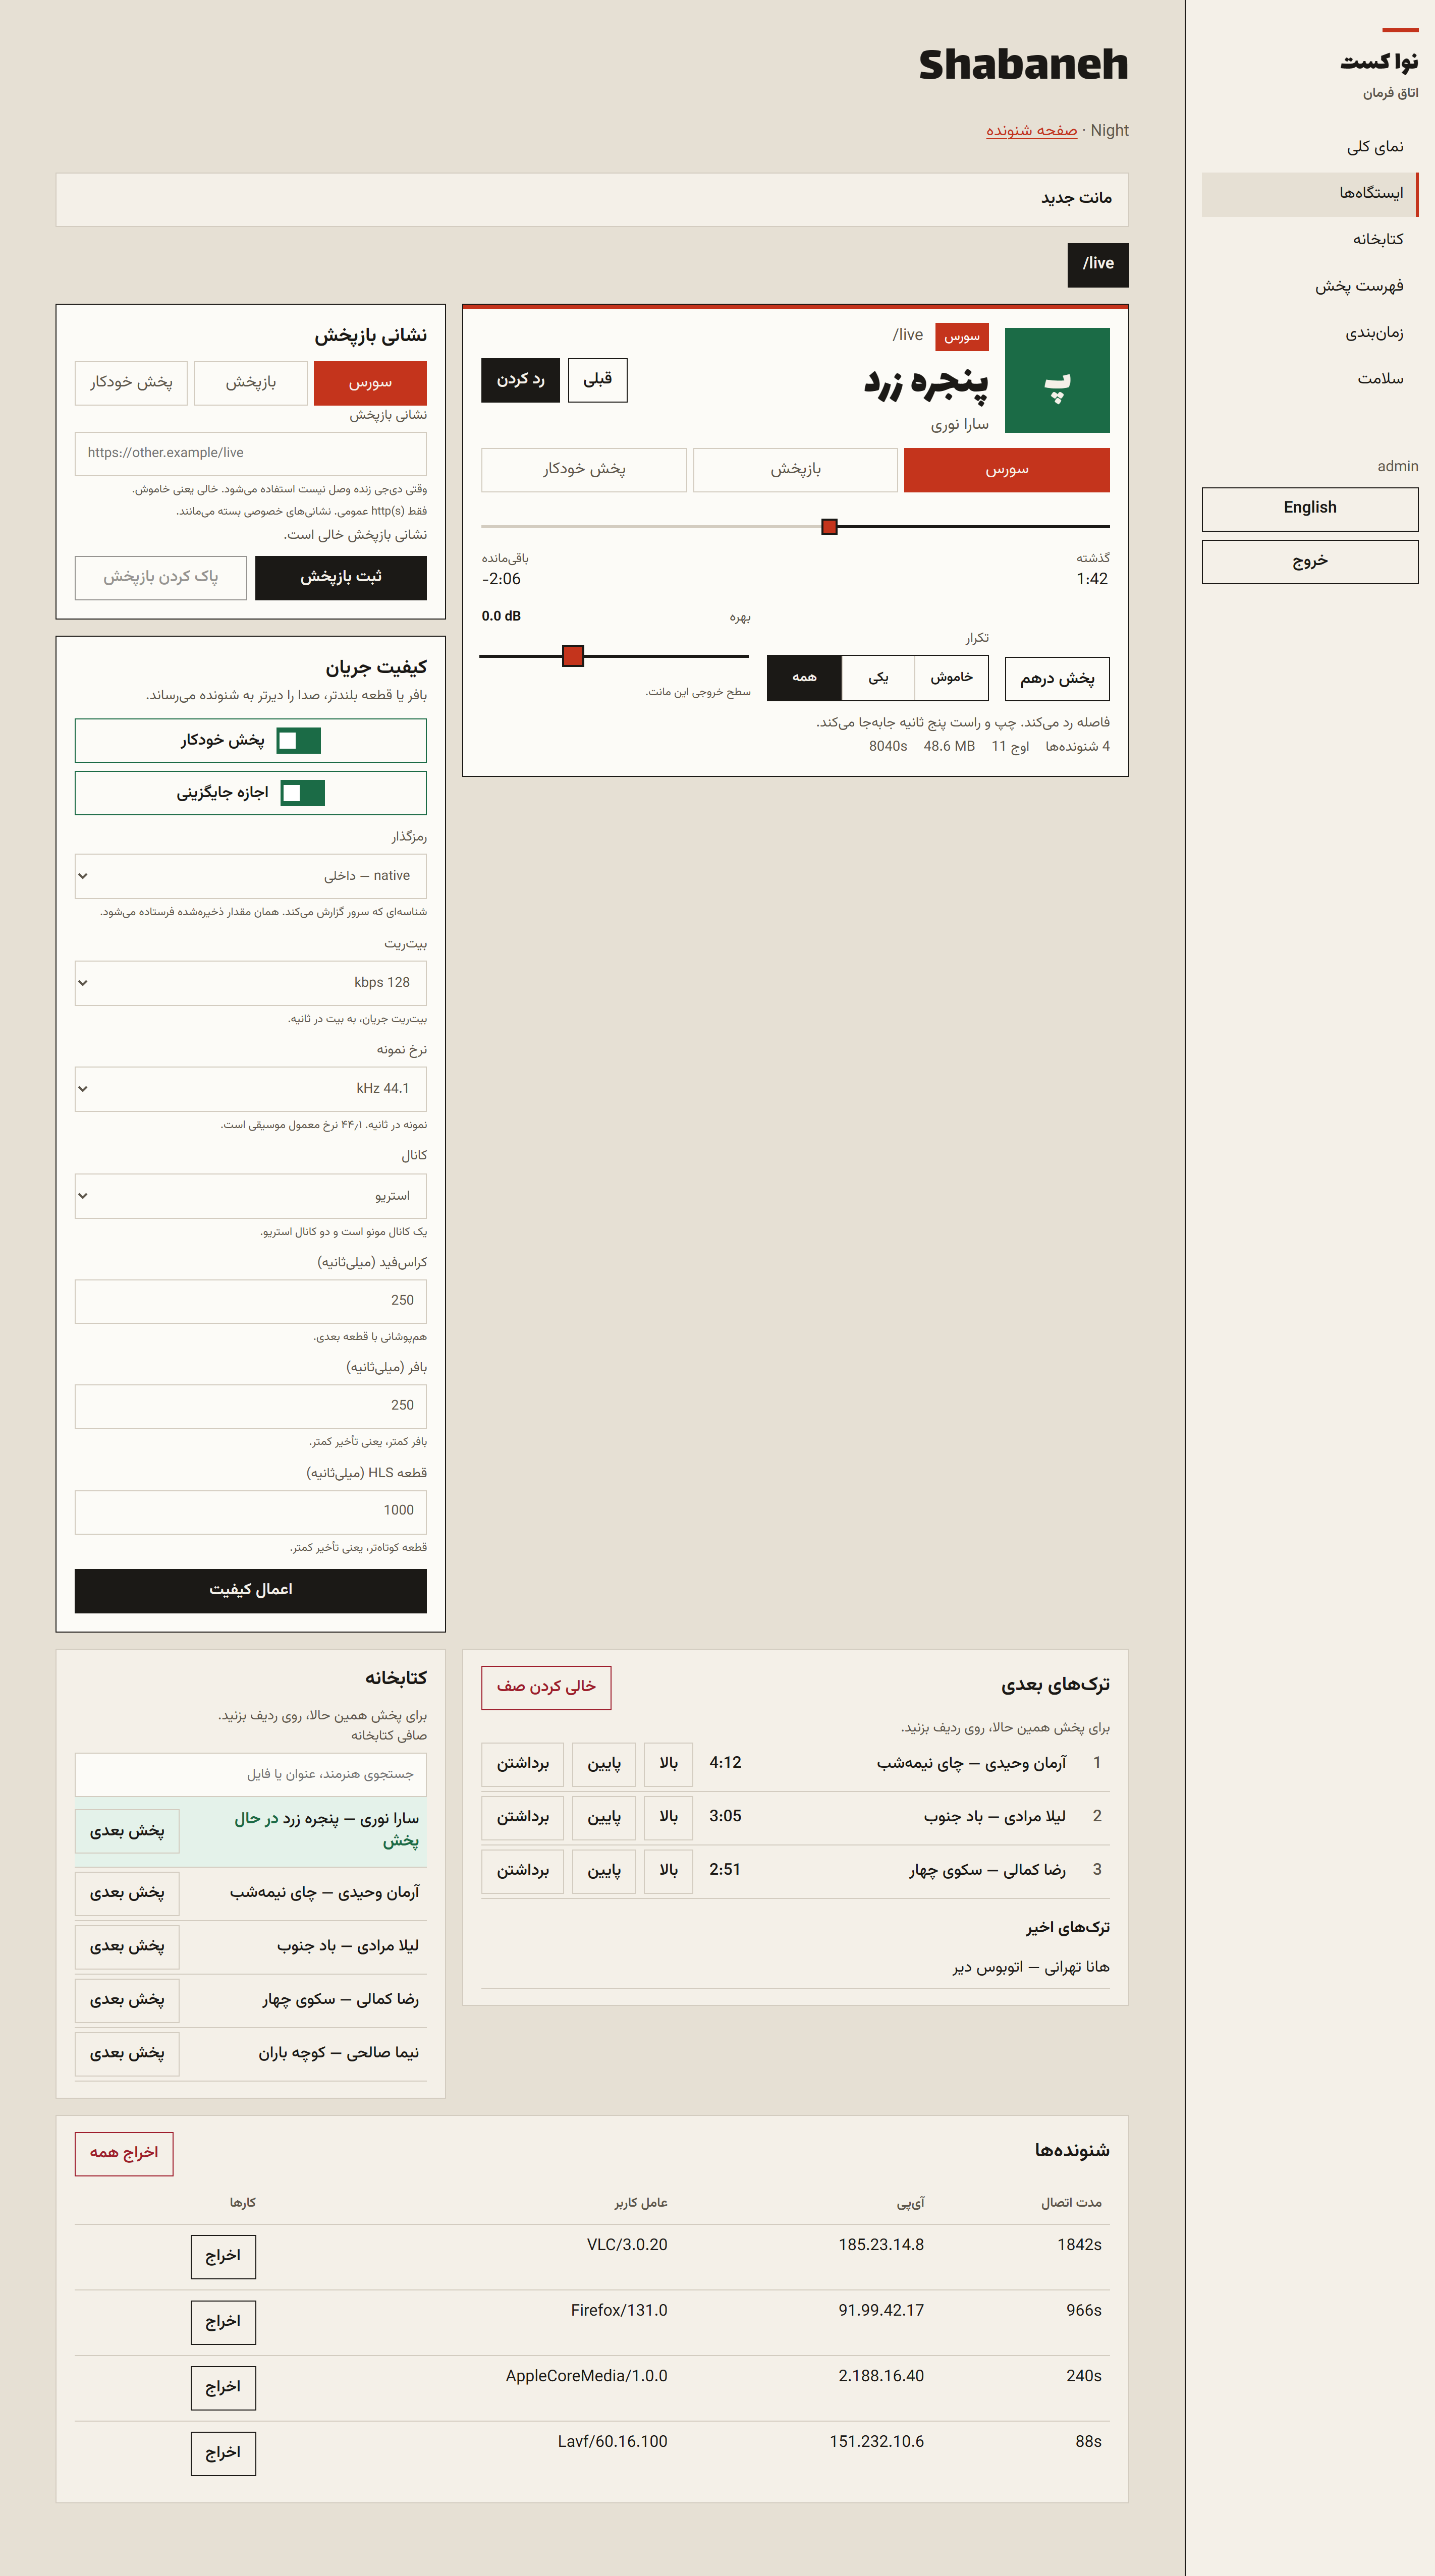 نوا کست
اتاق فرمان
نمای کلی
ایستگاه‌ها
کتابخانه
فهرست پخش
زمان‌بندی
سلامت
admin
English
خروج
Shabaneh
Night · صفحه شنونده
مانت جدید
/live
سورس /live
پ
پنجره زرد
سارا نوری
قبلی
رد کردن
سورس
بازپخش
پخش خودکار
گذشته
1:42
باقی‌مانده
-2:06
پخش درهم
تکرار
خاموش
یکی
همه
بهره
0.0 dB
سطح خروجی این مانت.
فاصله رد می‌کند. چپ و راست پنج ثانیه جابه‌جا می‌کند.
4 شنونده‌ها اوج 11 48.6 MB 8040s
نشانی بازپخش
سورس
بازپخش
پخش خودکار
نشانی بازپخش
https://other.example/live
وقتی دی‌جی زنده وصل نیست استفاده می‌شود. خالی یعنی خاموش.
فقط http(s) عمومی. نشانی‌های خصوصی بسته می‌مانند.
نشانی بازپخش خالی است.
ثبت بازپخش
پاک کردن بازپخش
کیفیت جریان
بافر یا قطعه بلندتر، صدا را دیرتر به شنونده می‌رساند.
پخش خودکار
اجازه جایگزینی
رمزگذار
native — داخلی
شناسه‌ای که سرور گزارش می‌کند. همان مقدار ذخیره‌شده فرستاده می‌شود.
بیت‌ریت
128 kbps
بیت‌ریت جریان، به بیت در ثانیه.
نرخ نمونه
44.1 kHz
نمونه در ثانیه. ۴۴٫۱ نرخ معمول موسیقی است.
کانال
استریو
یک کانال مونو است و دو کانال استریو.
کراس‌فید (میلی‌ثانیه)
250
هم‌پوشانی با قطعه بعدی.
بافر (میلی‌ثانیه)
250
بافر کمتر، یعنی تأخیر کمتر.
قطعه HLS (میلی‌ثانیه)
1000
قطعه کوتاه‌تر، یعنی تأخیر کمتر.
اعمال کیفیت
ترک‌های بعدی
خالی کردن صف
برای پخش همین حالا، روی ردیف بزنید.
1 آرمان وحیدی — چای نیمه‌شب 4:12 بالا پایین برداشتن
2 لیلا مرادی — باد جنوب 3:05 بالا پایین برداشتن
3 رضا کمالی — سکوی چهار 2:51 بالا پایین برداشتن
ترک‌های اخیر
هانا تهرانی — اتوبوس دیر
کتابخانه
برای پخش همین حالا، روی ردیف بزنید.
صافی کتابخانه
جستجوی هنرمند، عنوان یا فایل
سارا نوری — پنجره زرد در حال
پخش
پخش بعدی
آرمان وحیدی — چای نیمه‌شب پخش بعدی
لیلا مرادی — باد جنوب پخش بعدی
رضا کمالی — سکوی چهار پخش بعدی
نیما صالحی — کوچه باران پخش بعدی
شنونده‌ها
اخراج همه
مدت اتصال آی‌پی عامل کاربر کارها
1842s 185.23.14.8 VLC/3.0.20 اخراج
966s 91.99.42.17 Firefox/131.0 اخراج
240s 2.188.16.40 AppleCoreMedia/1.0.0 اخراج
88s 151.232.10.6 Lavf/60.16.100 اخراج